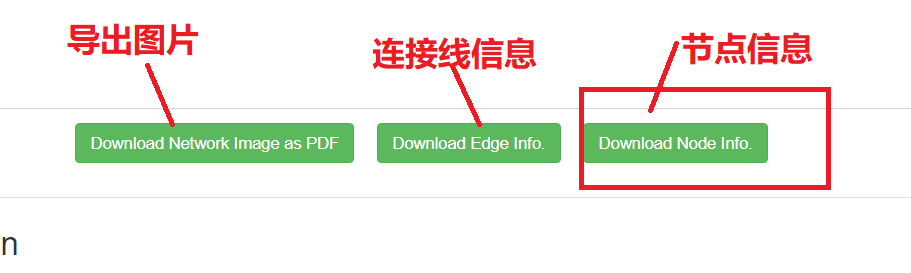 导出图片
连接线信息
节点信息
Download Network Image as PDF
Download Edge Info.
Download Node Info.
n